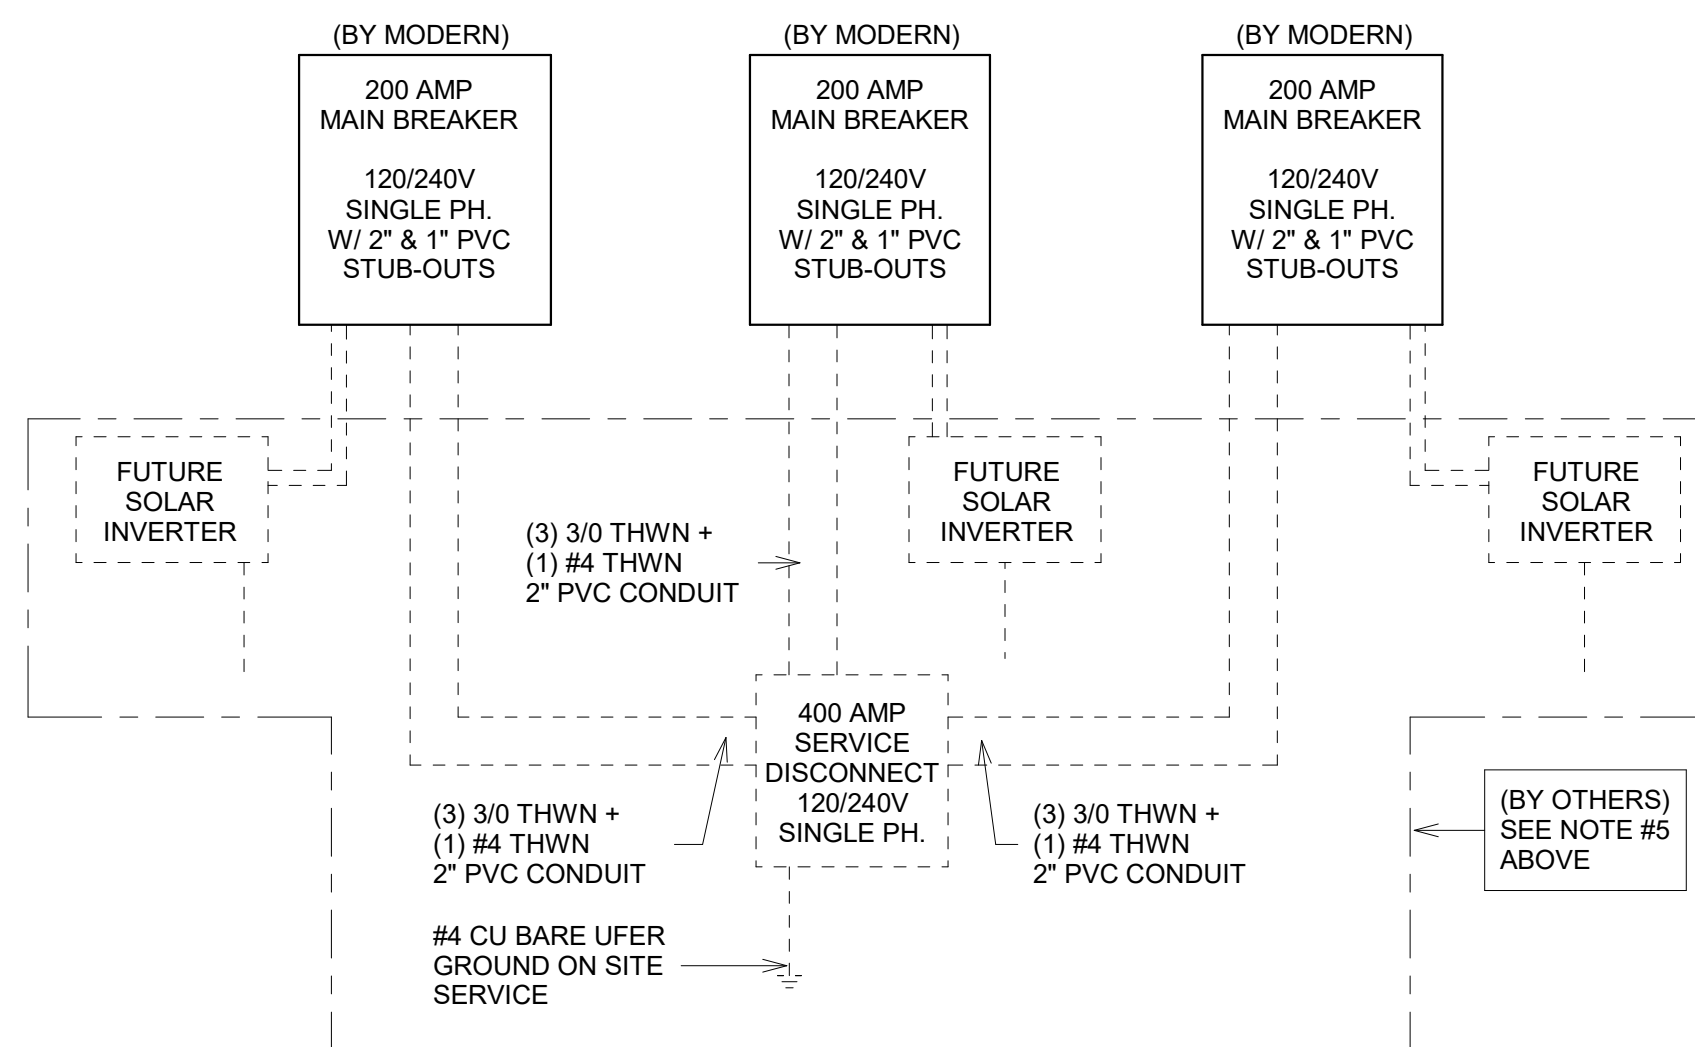 (BY MODERN)
200 AMP
MAIN BREAKER
120/240V
SINGLE PH.
W/ 2" & 1" PVC
STUB-OUTS
(BY MODERN)
200 AMP
MAIN BREAKER
120/240V
SINGLE PH.
W/ 2" & 1" PVC
STUB-OUTS
(BY MODERN)
200 AMP
MAIN BREAKER
120/240V
SINGLE PH.
W/ 2" & 1" PVC
STUB-OUTS
FUTURE
SOLAR
INVERTER
(3) 3/0 THWN +
(1) #4 THWN
2" PVC CONDUIT
FUTURE
SOLAR
INVERTER
FUTURE
SOLAR
INVERTER
(3) 3/0 THWN +
(1) #4 THWN
2" PVC CONDUIT
400 AMP
SERVICE
DISCONNECT
120/240V
SINGLE PH.
(3) 3/0 THWN +
(1) #4 THWN
2" PVC CONDUIT
(BY OTHERS)
SEE NOTE #5
ABOVE
#4 CU BARE UFER
GROUND ON SITE
SERVICE